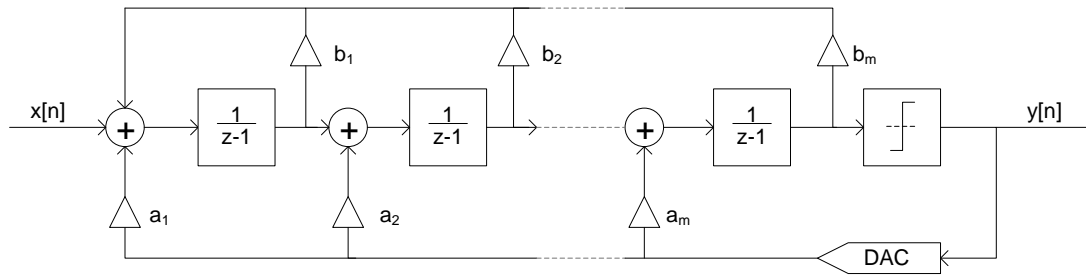 b1
b2
bm
x[n]
+
1
z-1
+
1
z-1
+
1
z-1
y[n]
a1
a2
am
DAC